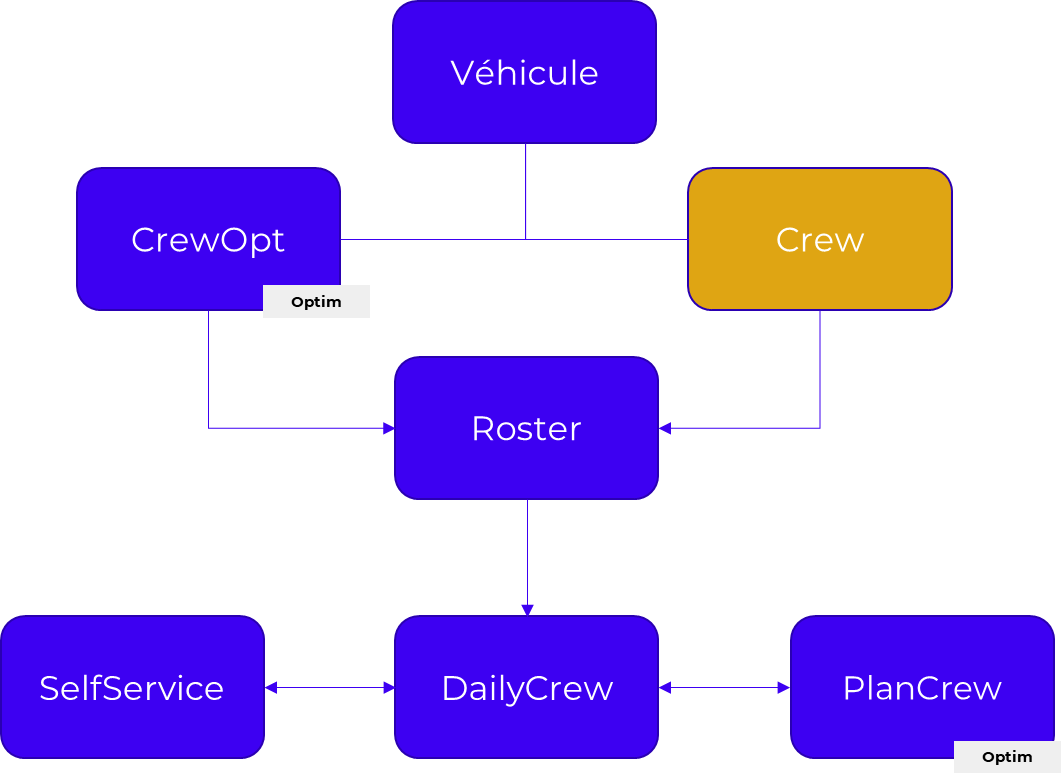 Véhicule
CrewOpt
Crew
Optim
Roster
SelfService
DailyCrew
PlanCrew
Optim